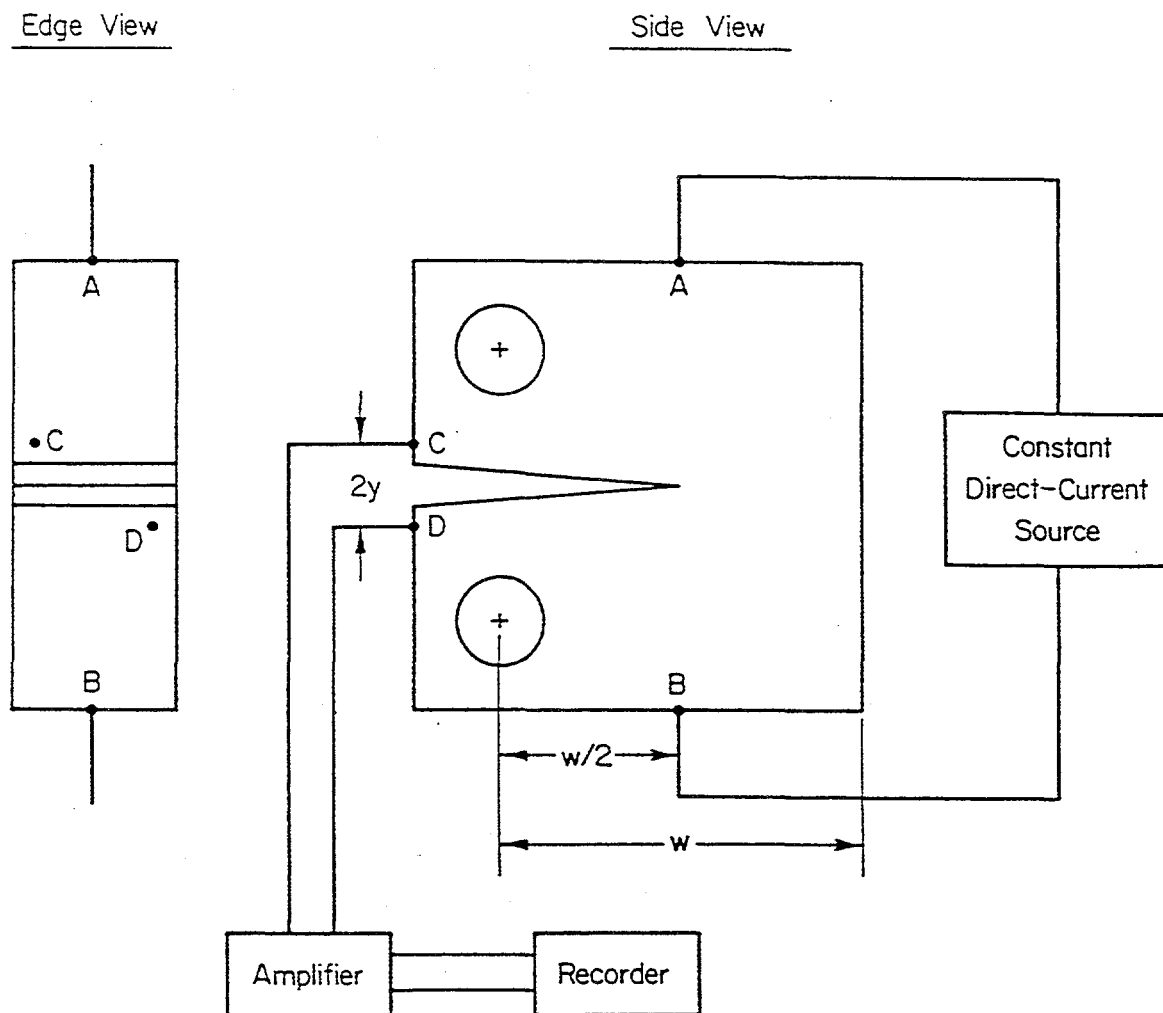 Edge View
Side View
A
A
C
C
2y
D
D
Constant
Direct-Current
Source
B
B
w/2
w
Amplifier
Recorder